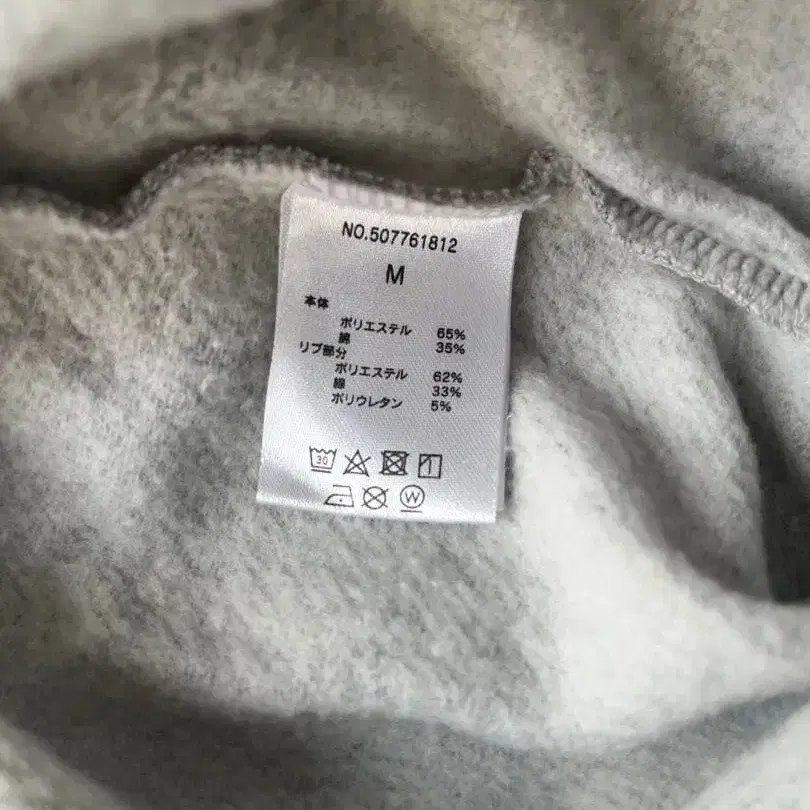 NO.507761812
M
本体
ポリエステル 65%
綿 35%
リブ部分
ポリエステル 62%
綿 33%
ポリウレタン 5%
30
W